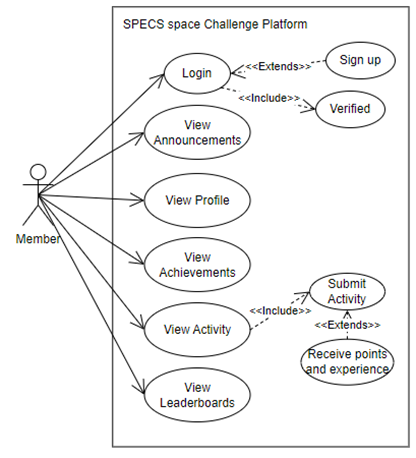 SPECS space Challenge Platform
Login
<<Extends>>
Sign up
<<Include>>
Verified
View
Announcements
View Profile
Member
View
Achievements
View Activity
<<Include>>
Submit
Activity
<<Extends>>
Receive points
and experience
View
Leaderboards